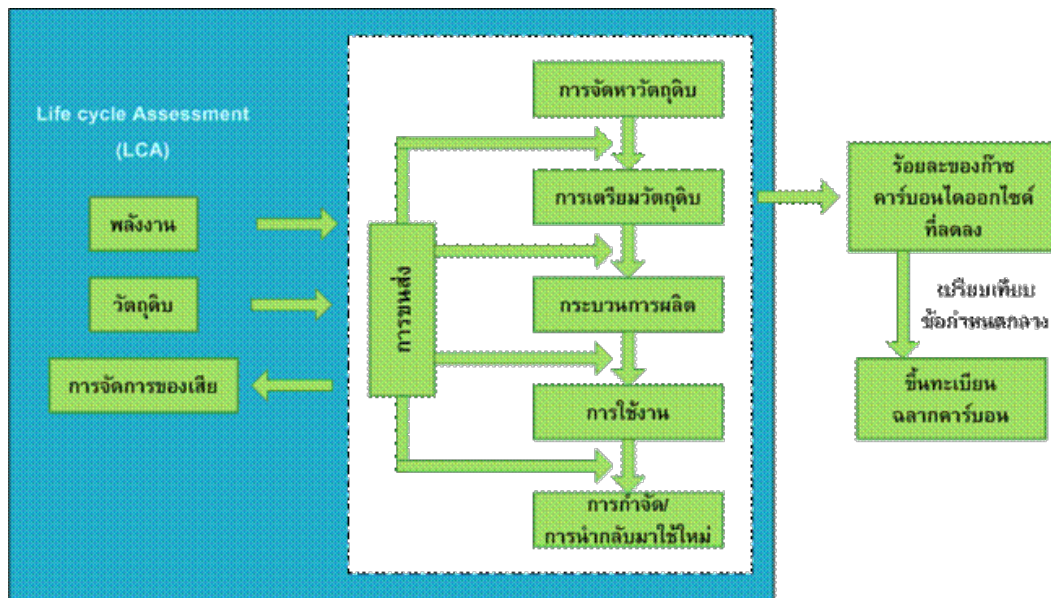 Life cycle Assessment
(LCA)
พลังงาน
วัตถุดิบ
การจัดการของเสีย
การขนส่ง
การจัดหาวัตถุดิบ
การเตรียมวัตถุดิบ
กระบวนการผลิต
การใช้งาน
การกำจัด/
การนำกลับมาใช้ใหม่
ร้อยละของก๊าซ
คาร์บอนไดออกไซด์
ที่ลดลง
เปรียบเทียบ
ข้อกำหนดกลาง
ขึ้นทะเบียน
ฉลากคาร์บอน